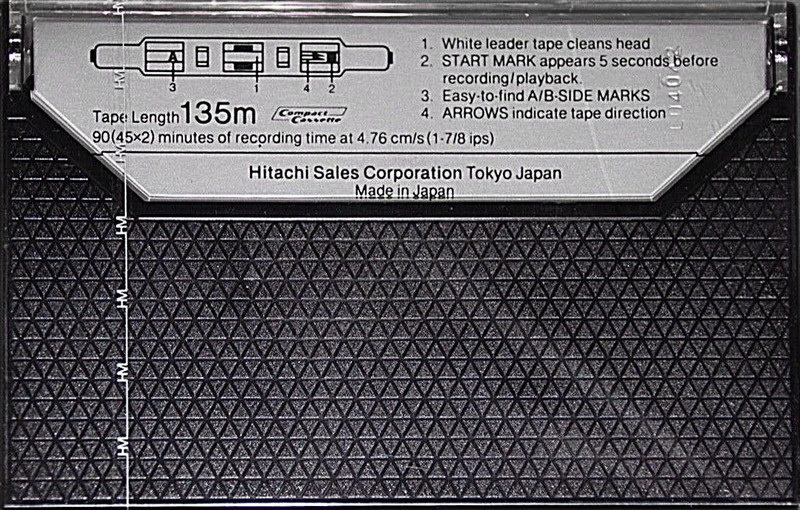 A
3
1
4
2
Tape Length 135m Compact Cassette
90(45×2) minutes of recording time at 4.76 cm/s (1-7/8 ips)
1. White leader tape cleans head
2. START MARK appears 5 seconds before
recording/playback.
3. Easy-to-find A/B-SIDE MARKS
4. ARROWS indicate tape direction
Hitachi Sales Corporation Tokyo Japan
Made in Japan
HM
HM
HM
HM
HM
HM
HM